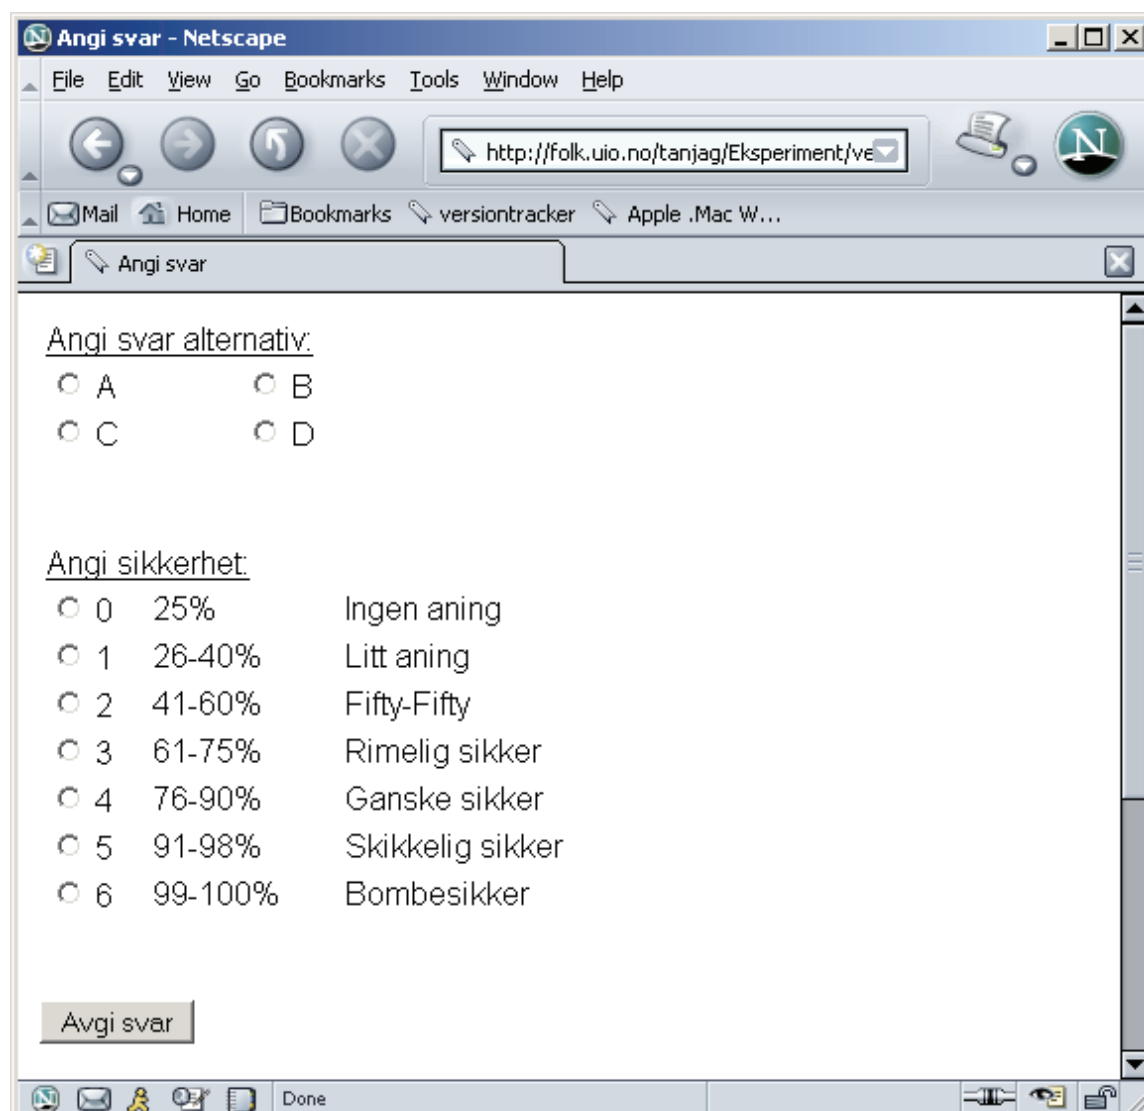 Angi svar - Netscape
File Edit View Go Bookmarks Tools Window Help
http://folk.uio.no/tanjag/Eksperiment/ve
N
Mail Home Bookmarks versiontracker Apple .Mac W...
Angi svar
Angi svar alternativ:
A B
C D
Angi sikkerhet:
0 25% Ingen aning
1 26-40% Litt aning
2 41-60% Fifty-Fifty
3 61-75% Rimelig sikker
4 76-90% Ganske sikker
5 91-98% Skikkelig sikker
6 99-100% Bombesikker
Avgi svar
Done